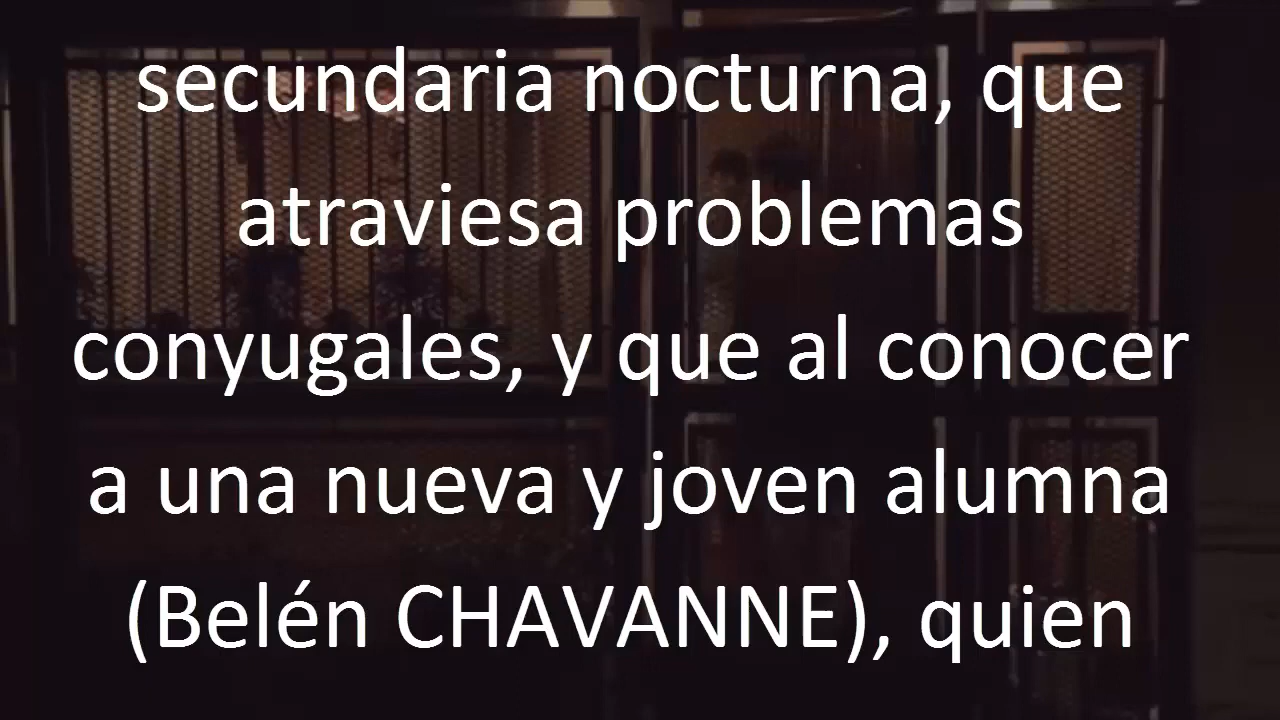 secundaria nocturna, que
atraviesa problemas
conyugales, y que al conocer
a una nueva y joven alumna
(Belén CHAVANNE), quien